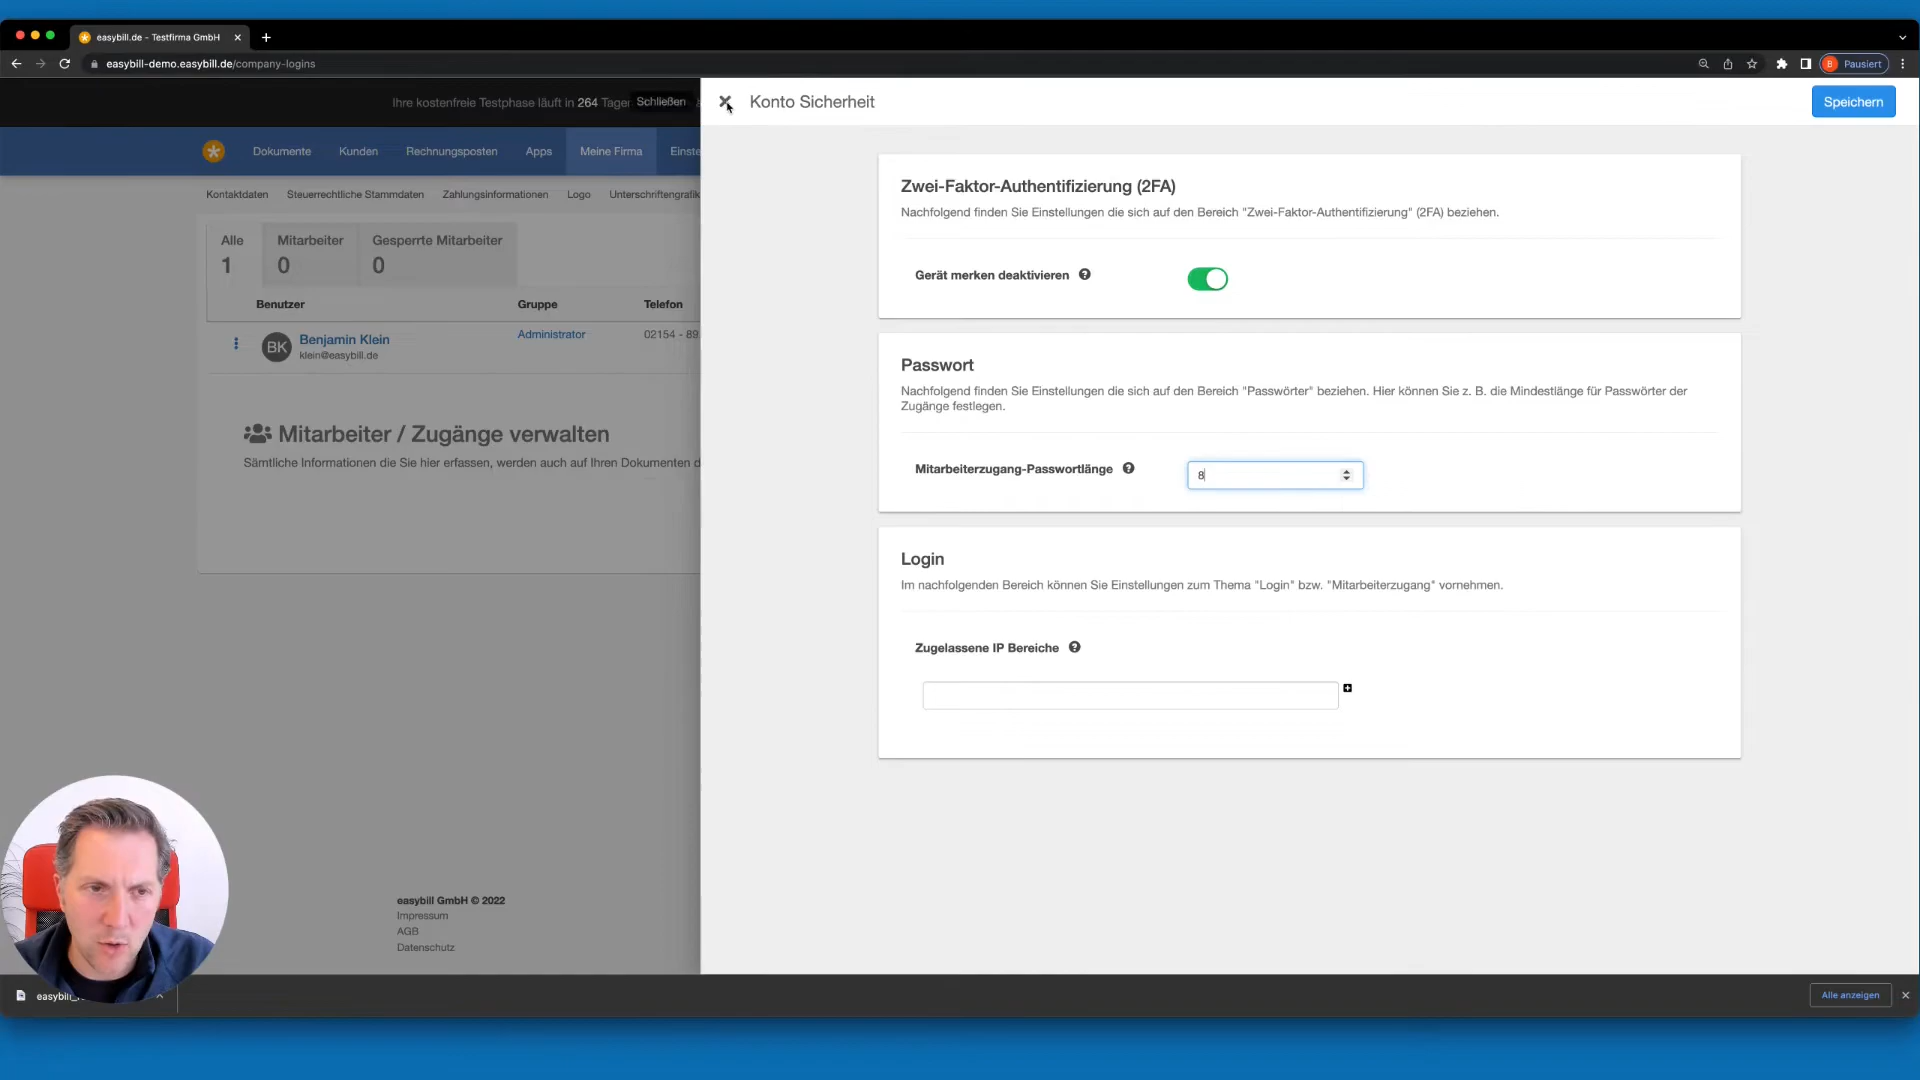 easybill.de - Testfirma GmbH
easybill-demo.easybill.de/company-logins
B Pausiert
Ihre kostenfreie Testphase läuft in 264 Tagen
Schließen
Konto Sicherheit
Speichern
Dokumente Kunden Rechnungsposten Apps Meine Firma Einste
Kontaktdaten Steuerrechtliche Stammdaten Zahlungsinformationen Logo Unterschriftengrafik
Alle Mitarbeiter Gesperrte Mitarbeiter
1 0 0
Benutzer Gruppe Telefon
BK Benjamin Klein Administrator 02154 - 89
klein@easybill.de
Mitarbeiter / Zugänge verwalten
Sämtliche Informationen die Sie hier erfassen, werden auch auf Ihren Dokumenten d
easybill GmbH © 2022
Impressum
AGB
Datenschutz
Zwei-Faktor-Authentifizierung (2FA)
Nachfolgend finden Sie Einstellungen die sich auf den Bereich "Zwei-Faktor-Authentifizierung" (2FA) beziehen.
Gerät merken deaktivieren
Passwort
Nachfolgend finden Sie Einstellungen die sich auf den Bereich "Passwörter" beziehen. Hier können Sie z. B. die Mindestlänge für Passwörter der
Zugänge festlegen.
Mitarbeiterzugang-Passwortlänge
8
Login
Im nachfolgenden Bereich können Sie Einstellungen zum Thema "Login" bzw. "Mitarbeiterzugang" vornehmen.
Zugelassene IP Bereiche
easybill_
Alle anzeigen